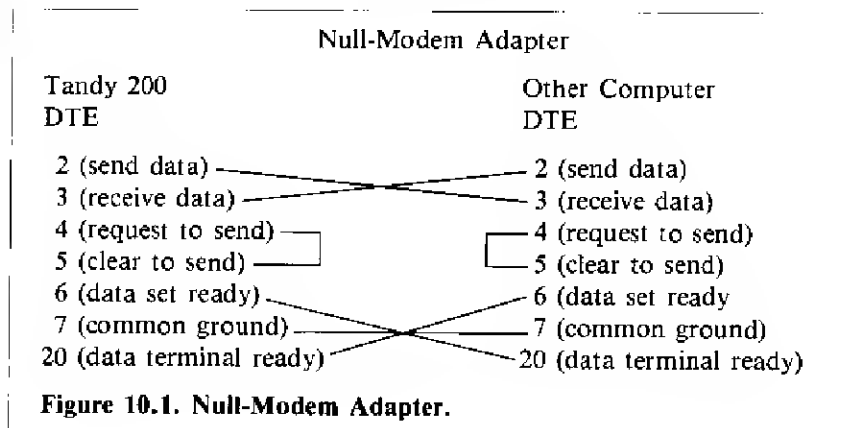 Null-Modem Adapter
Tandy 200
DTE
Other Computer
DTE
2 (send data)
3 (receive data)
4 (request to send)
5 (clear to send)
6 (data set ready)
7 (common ground)
20 (data terminal ready)
2 (send data)
3 (receive data)
4 (request to send)
5 (clear to send)
6 (data set ready
7 (common ground)
20 (data terminal ready)
Figure 10.1. Null-Modem Adapter.